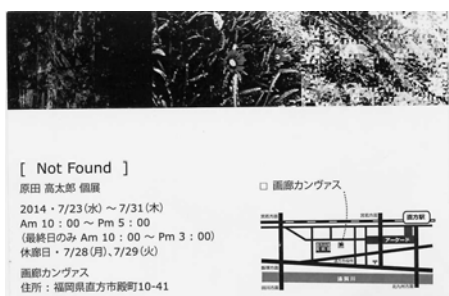 [ Not Found ]
原田 高太郎 個展
2014・7/23(水) ～ 7/31(木)
Am 10 : 00 ～ Pm 5 : 00
(最終日のみ Am 10 : 00 ～ Pm 3 : 00)
休廊日・7/28(月)、7/29(火)
画廊カンヴァス
住所：福岡県直方市殿町10-41
□ 画廊カンヴァス
直方駅
アーケード
遠賀川